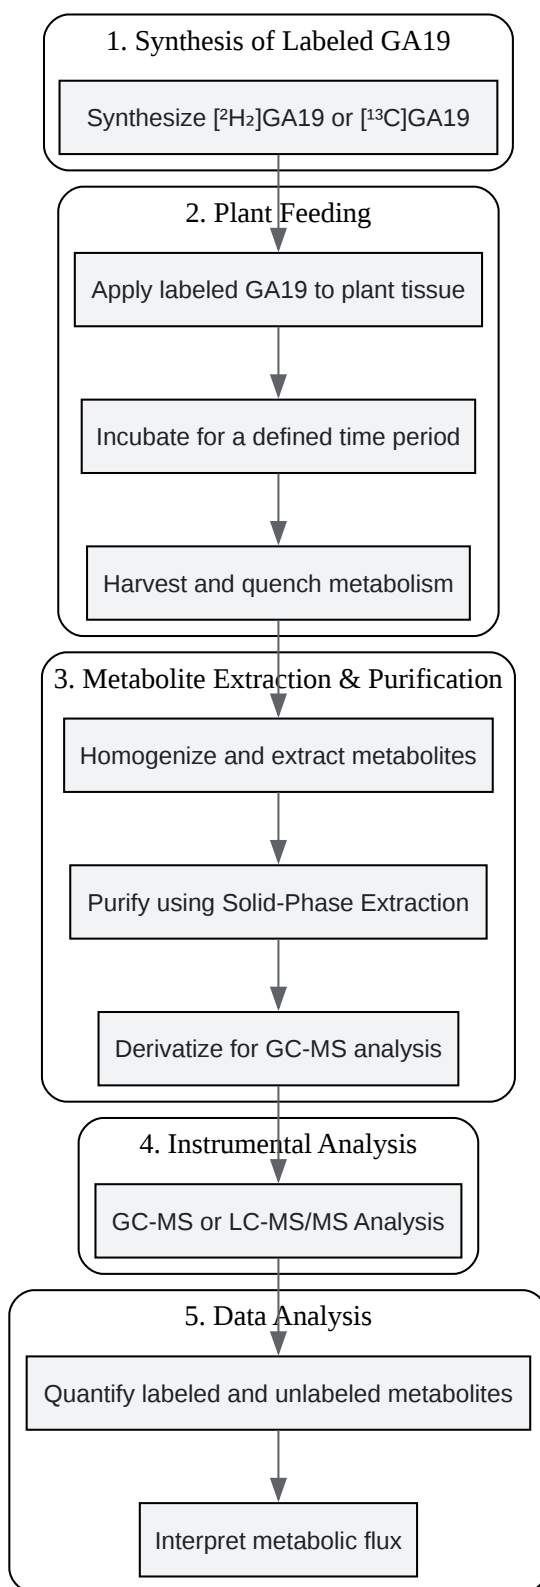 1. Synthesis of Labeled GA19
Synthesize [²H₂]GA19 or [¹³C]GA19
2. Plant Feeding
Apply labeled GA19 to plant tissue
Incubate for a defined time period
Harvest and quench metabolism
3. Metabolite Extraction & Purification
Homogenize and extract metabolites
Purify using Solid-Phase Extraction
Derivatize for GC-MS analysis
4. Instrumental Analysis
GC-MS or LC-MS/MS Analysis
5. Data Analysis
Quantify labeled and unlabeled metabolites
Interpret metabolic flux